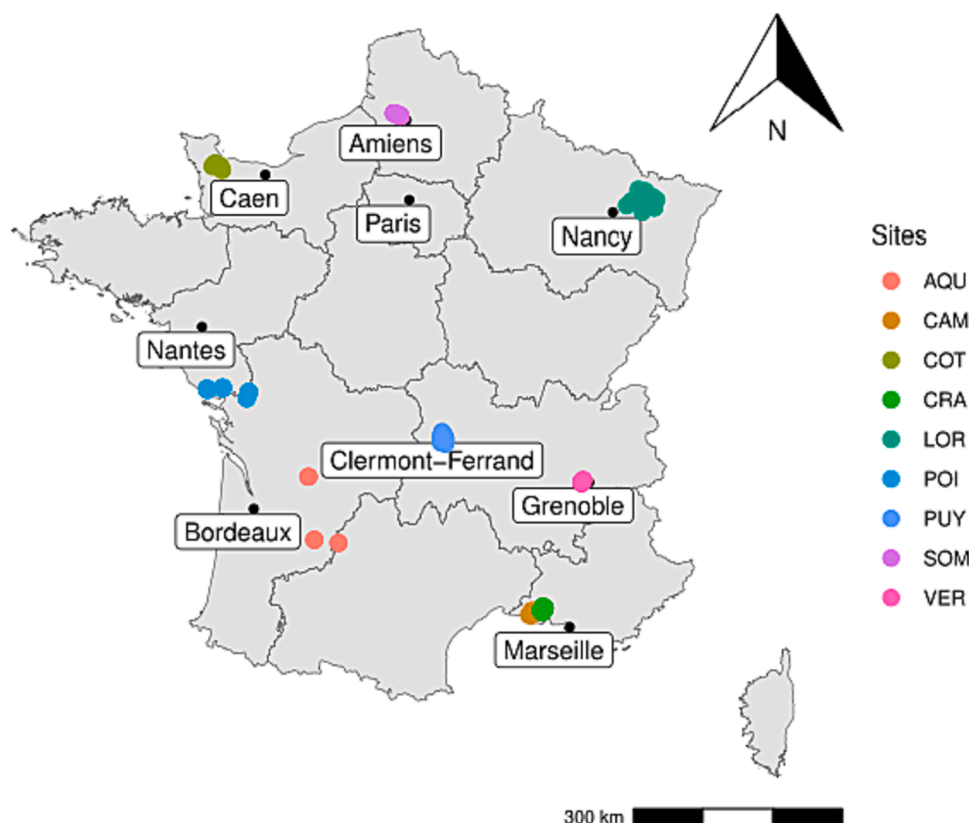 N
Amiens
Caen
Paris
Nancy
Nantes
Clermont–Ferrand
Grenoble
Bordeaux
Marseille
Sites
AQU
CAM
COT
CRA
LOR
POI
PUY
SOM
VER
300 km